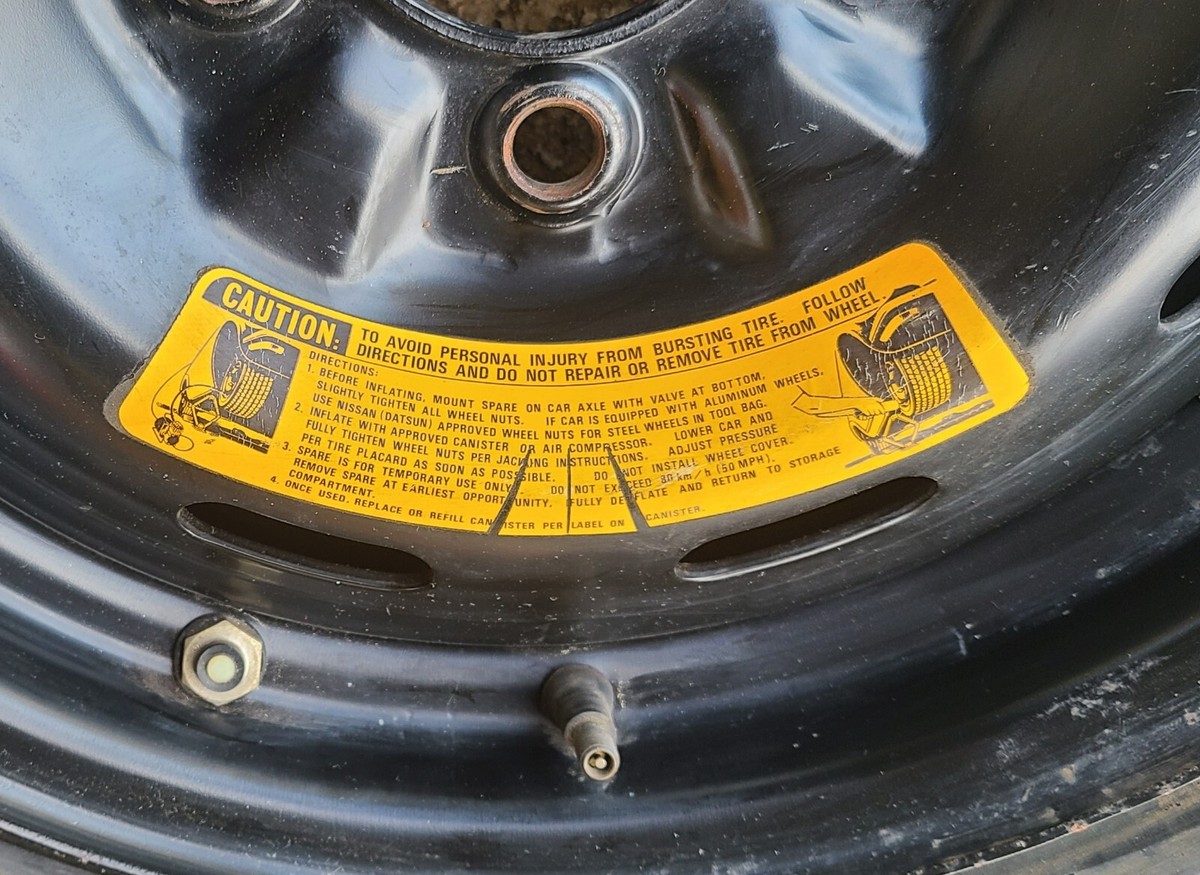 CAUTION: TO AVOID PERSONAL INJURY FROM BURSTING TIRE. FOLLOW
DIRECTIONS AND DO NOT REPAIR OR REMOVE TIRE FROM WHEEL.
DIRECTIONS:
1. BEFORE INFLATING, MOUNT SPARE ON CAR AXLE WITH VALVE AT BOTTOM,
SLIGHTLY TIGHTEN ALL WHEEL NUTS. IF CAR IS EQUIPPED WITH ALUMINUM WHEELS,
USE NISSAN (DATSUN) APPROVED WHEEL NUTS FOR STEEL WHEELS IN TOOL BAG.
2. INFLATE WITH APPROVED CANISTER OR AIR COMPRESSOR. LOWER CAR AND
FULLY TIGHTEN WHEEL NUTS PER JACKING INSTRUCTIONS. ADJUST PRESSURE
PER TIRE PLACARD AS SOON AS POSSIBLE. DO NOT INSTALL WHEEL COVER.
3. SPARE IS FOR TEMPORARY USE ONLY. DO NOT EXCEED 80 km/h (50 MPH).
REMOVE SPARE AT EARLIEST OPPORTUNITY, FULLY DEFLATE AND RETURN TO STORAGE
COMPARTMENT.
4. ONCE USED, REPLACE OR REFILL CANISTER PER LABEL ON CANISTER.